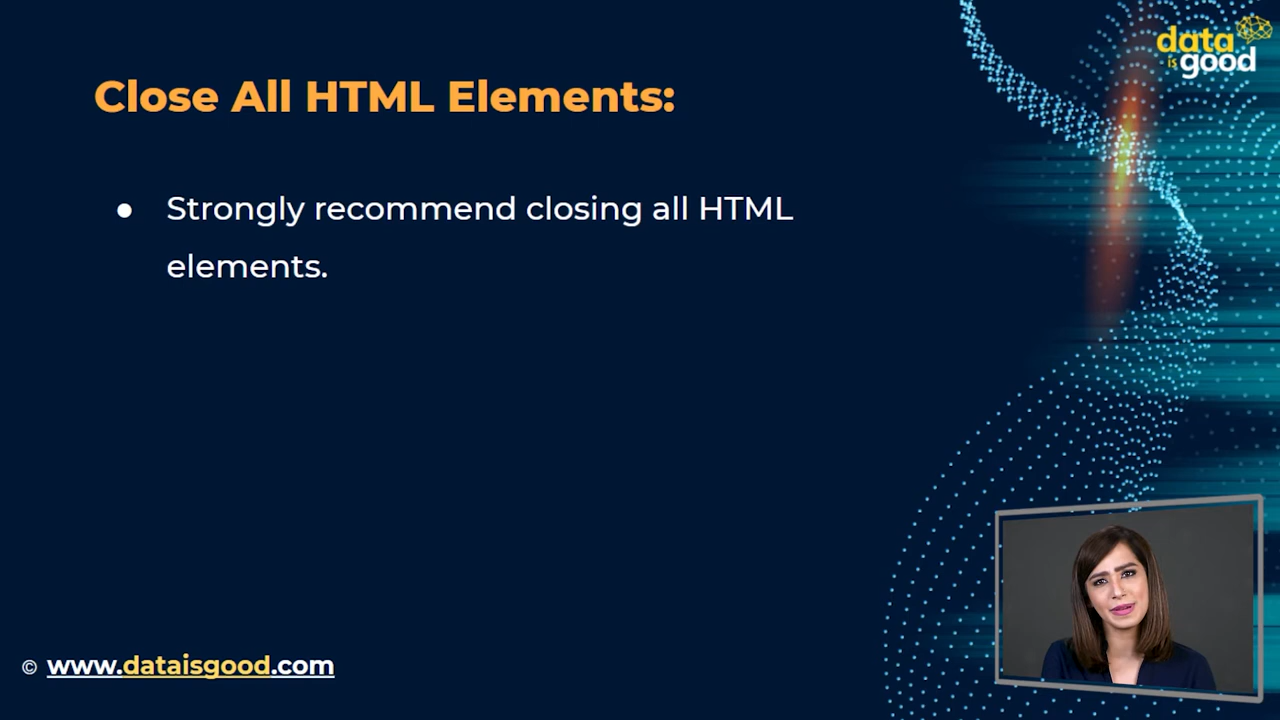 data
is good
Close All HTML Elements:
● Strongly recommend closing all HTML
elements.
© www.dataisgood.com